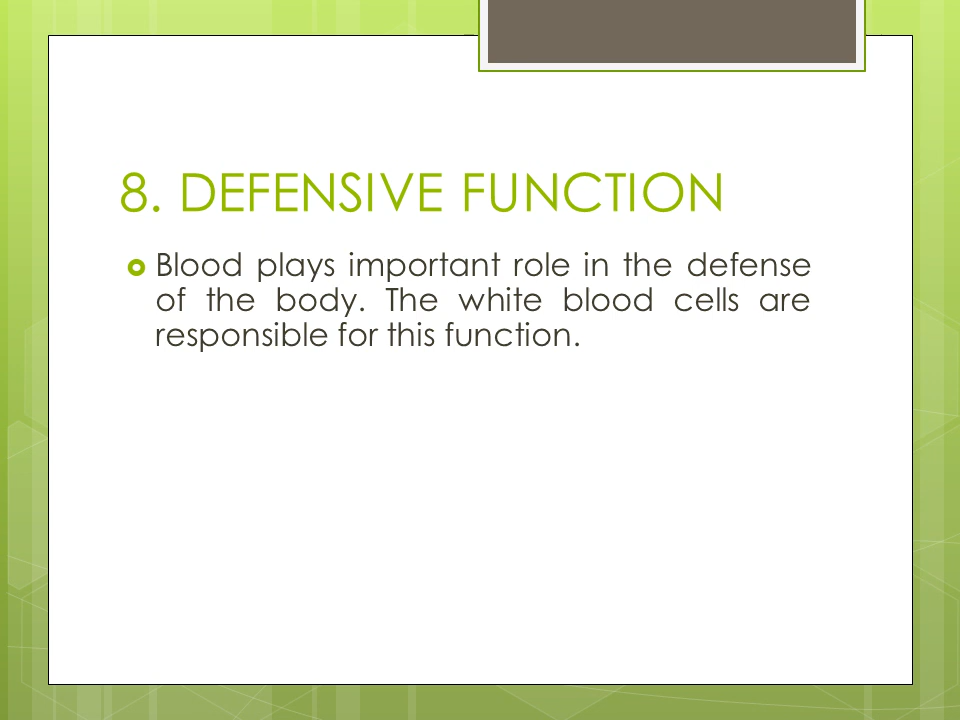 8. DEFENSIVE FUNCTION
Blood plays important role in the defense
of the body. The white blood cells are
responsible for this function.